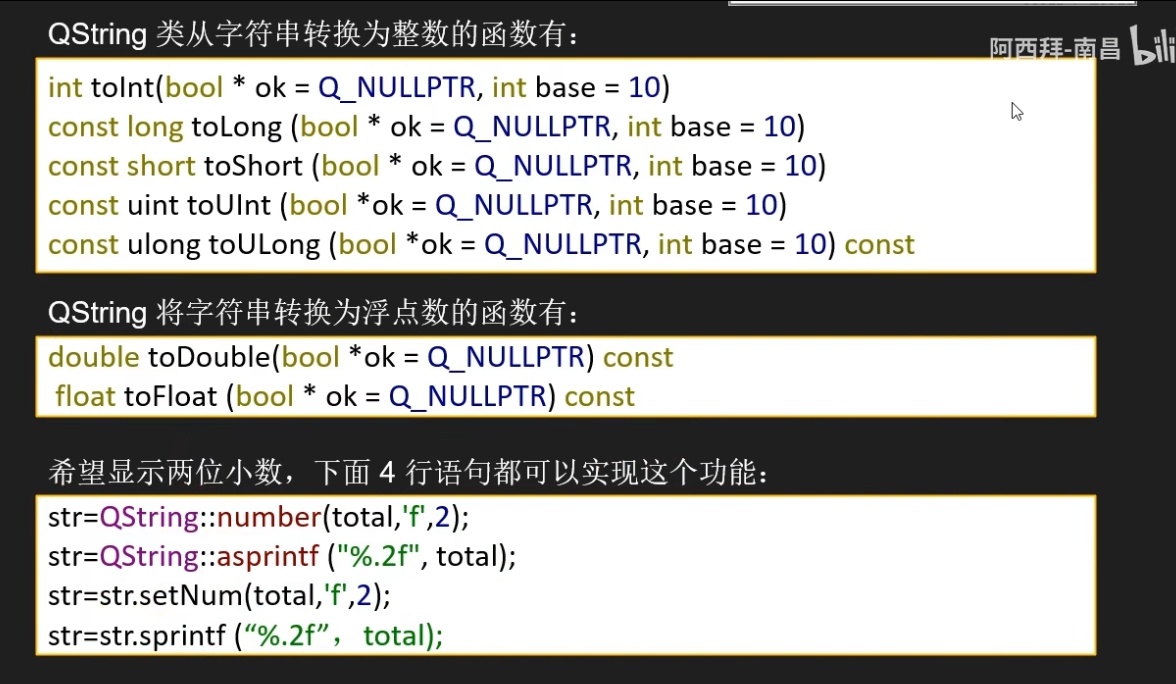 QString 类从字符串转换为整数的函数有：
阿西拜-南昌 bili
int toInt(bool * ok = Q_NULLPTR, int base = 10)
const long toLong (bool * ok = Q_NULLPTR, int base = 10)
const short toShort (bool * ok = Q_NULLPTR, int base = 10)
const uint toUInt (bool *ok = Q_NULLPTR, int base = 10)
const ulong toULong (bool *ok = Q_NULLPTR, int base = 10) const
QString 将字符串转换为浮点数的函数有：
double toDouble(bool *ok = Q_NULLPTR) const
float toFloat (bool * ok = Q_NULLPTR) const
希望显示两位小数，下面 4 行语句都可以实现这个功能：
str=QString::number(total,'f',2);
str=QString::asprintf ("%.2f", total);
str=str.setNum(total,'f',2);
str=str.sprintf (“%.2f”， total);